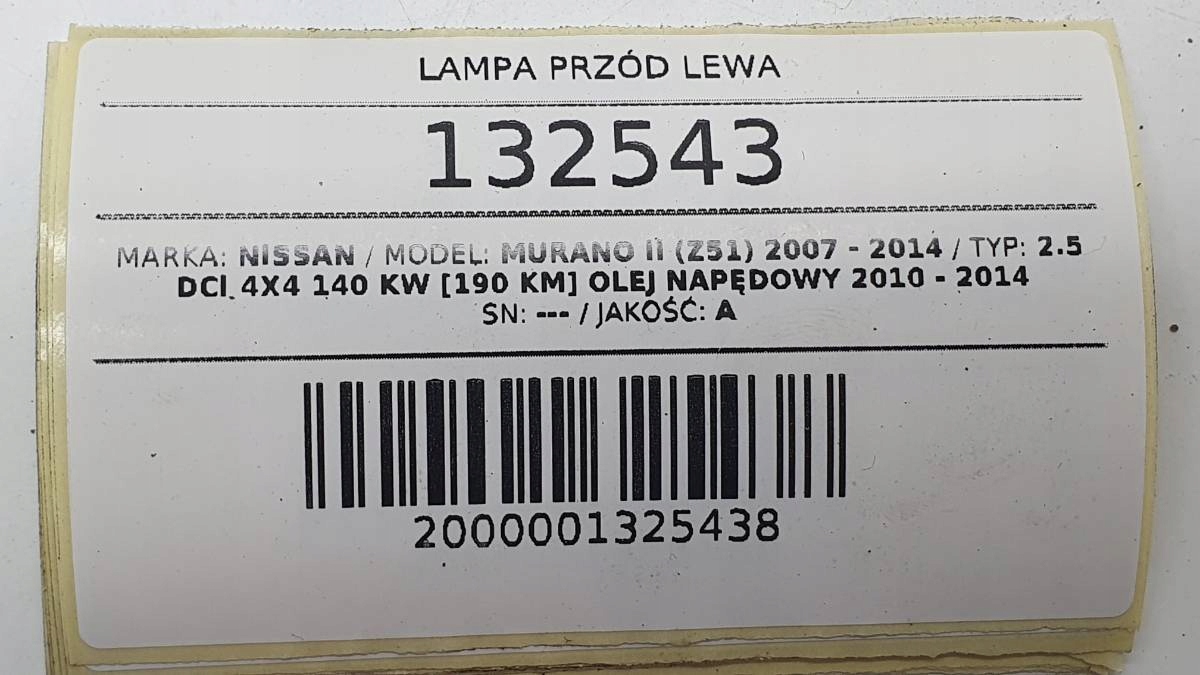 LAMPA PRZÓD LEWA
132543
MARKA: NISSAN / MODEL: MURANO II (Z51) 2007 - 2014 / TYP: 2.5
DCI 4X4 140 KW [190 KM] OLEJ NAPĘDOWY 2010 - 2014
SN: --- / JAKOŚĆ: A
2000001325438